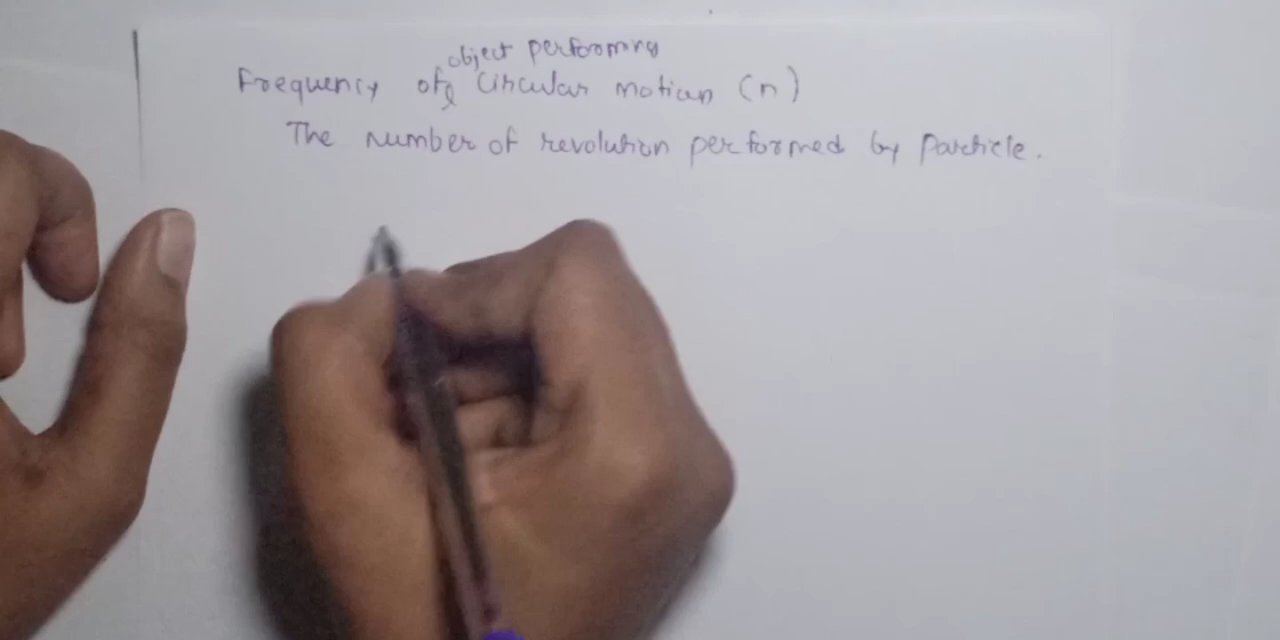 object performing
Frequency of circular motion (n)
The number of revolution performed by particle.